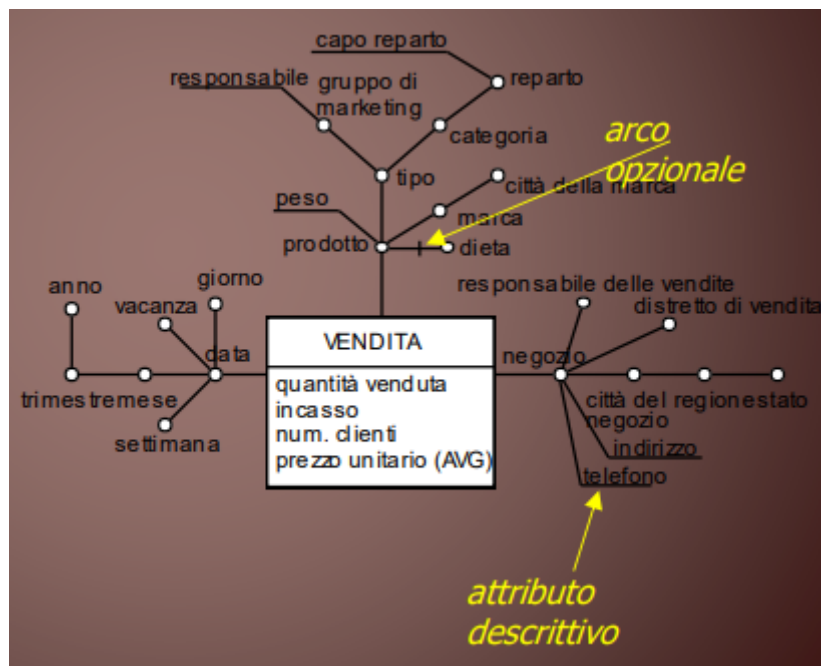 capo reparto
responsabile
gruppo di
marketing
reparto
categoria
arco
opzionale
tipo
città della marca
peso
marca
prodotto
dieta
anno
giorno
vacanza
data
trimestre
mese
settimana
VENDITA
quantità venduta
incasso
num. clienti
prezzo unitario (AVG)
responsabile delle vendite
distretto di vendita
negozio
città del
negozio
regione
stato
indirizzo
telefono
attributo
descrittivo